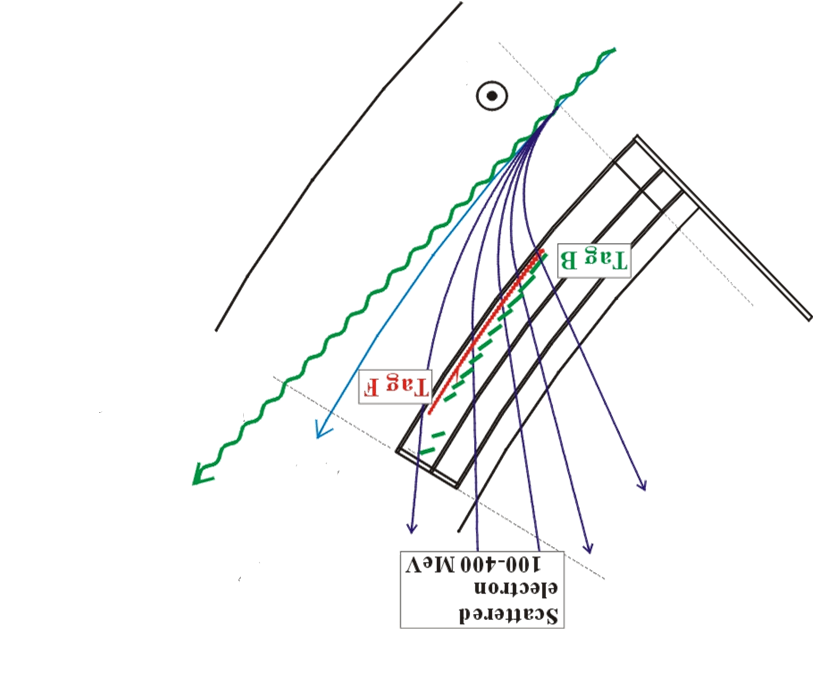 Scattered
electron
100-400 MeV
Tag F
Tag B